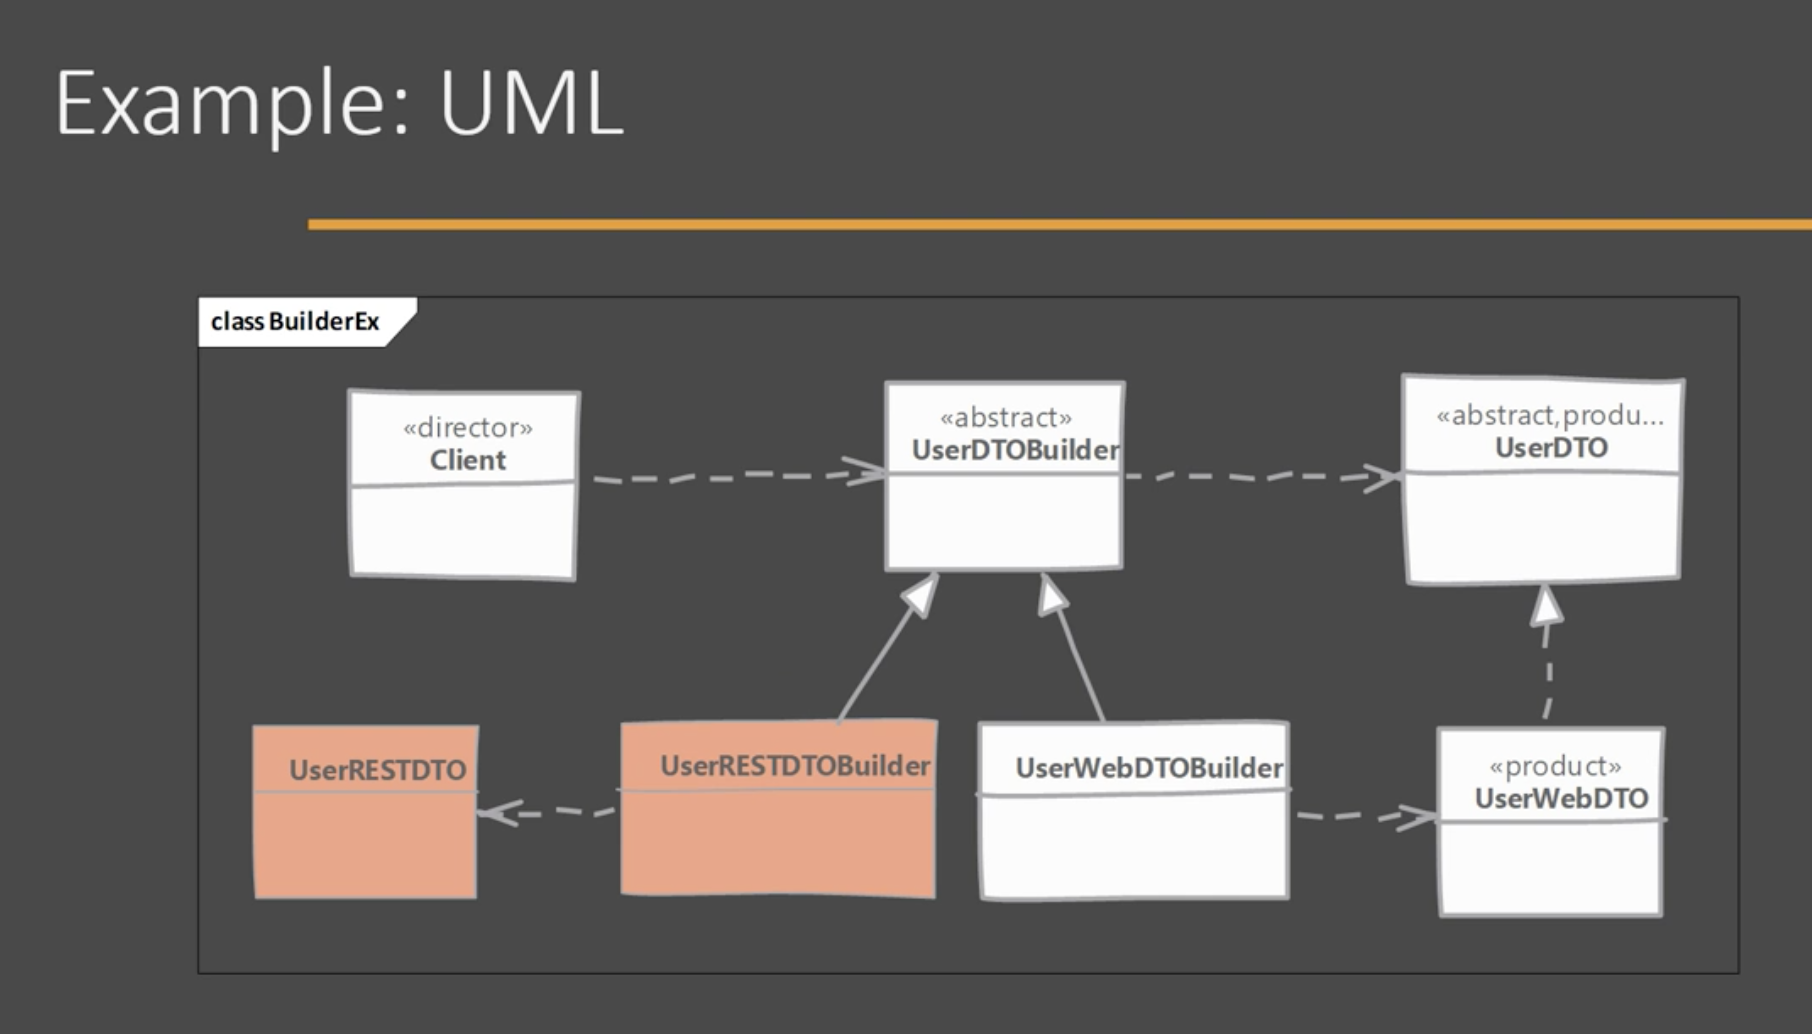 Example: UML
class BuilderEx
«director»
Client
«abstract»
UserDTOBuilder
«abstract,produ...
UserDTO
UserRESTDTO
UserRESTDTOBuilder
UserWebDTOBuilder
«product»
UserWebDTO